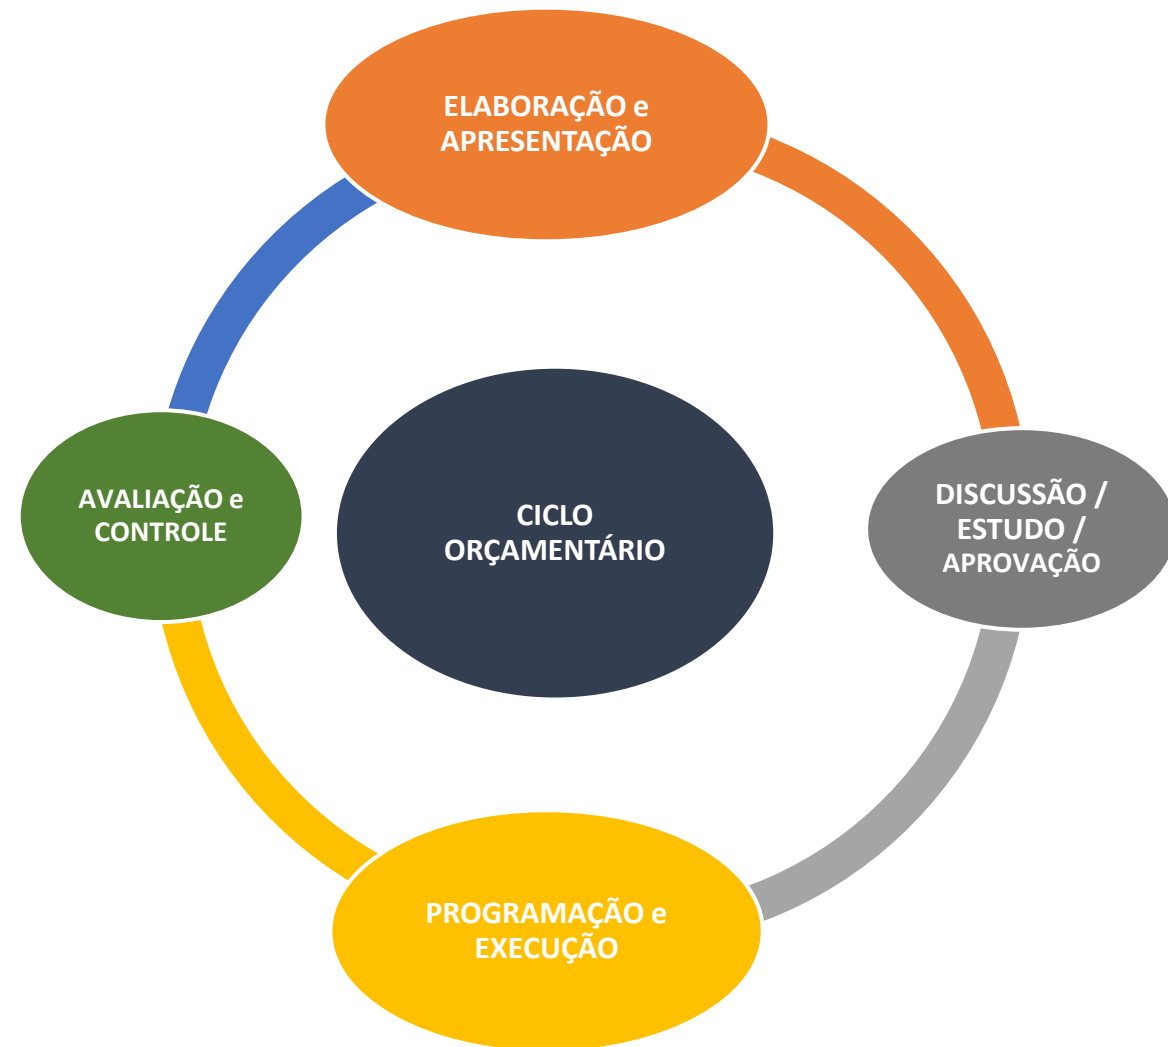 ELABORAÇÃO e
APRESENTAÇÃO
DISCUSSÃO /
ESTUDO /
APROVAÇÃO
AVALIAÇÃO e
CONTROLE
CICLO
ORÇAMENTÁRIO
PROGRAMAÇÃO e
EXECUÇÃO